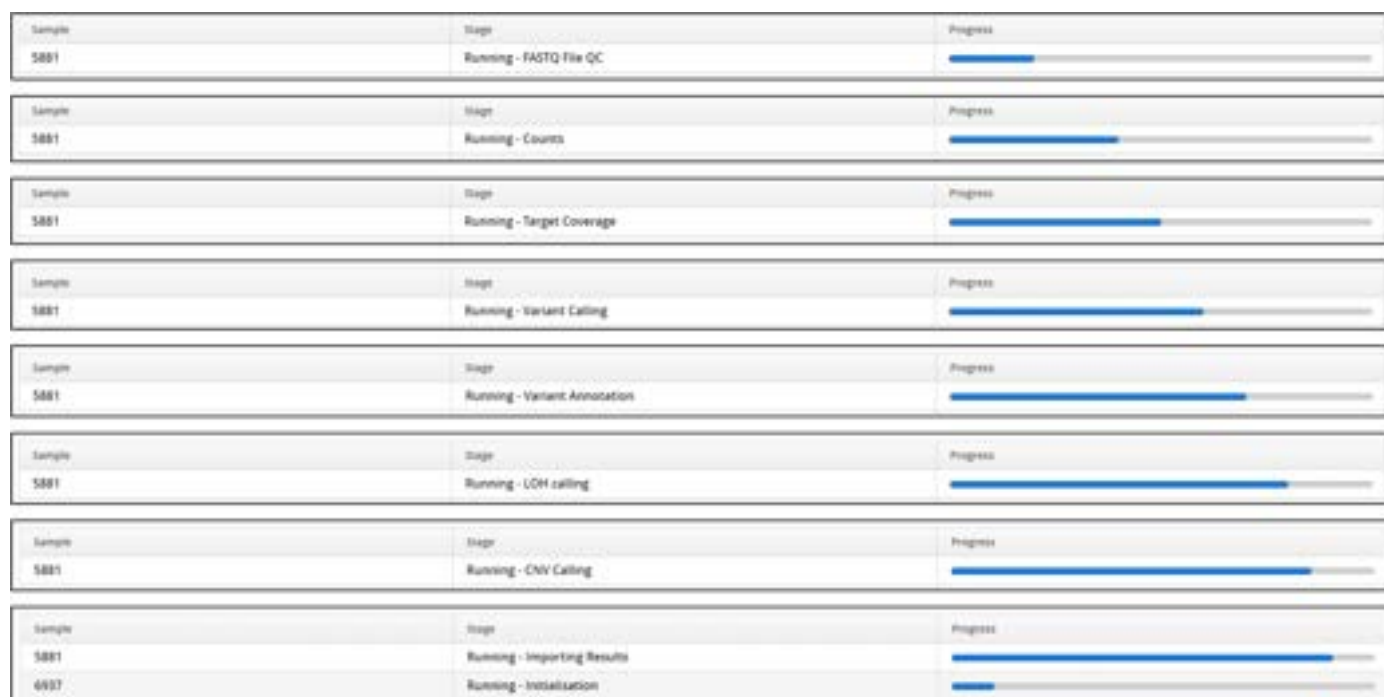 Sample Stage Progress
5881 Running - FASTQ File QC
Sample Stage Progress
5881 Running - Counts
Sample Stage Progress
5881 Running - Target Coverage
Sample Stage Progress
5881 Running - Variant Calling
Sample Stage Progress
5881 Running - Variant Annotation
Sample Stage Progress
5881 Running - LOH calling
Sample Stage Progress
5881 Running - CNV Calling
Sample Stage Progress
5881 Running - Importing Results
6937 Running - Initialisation